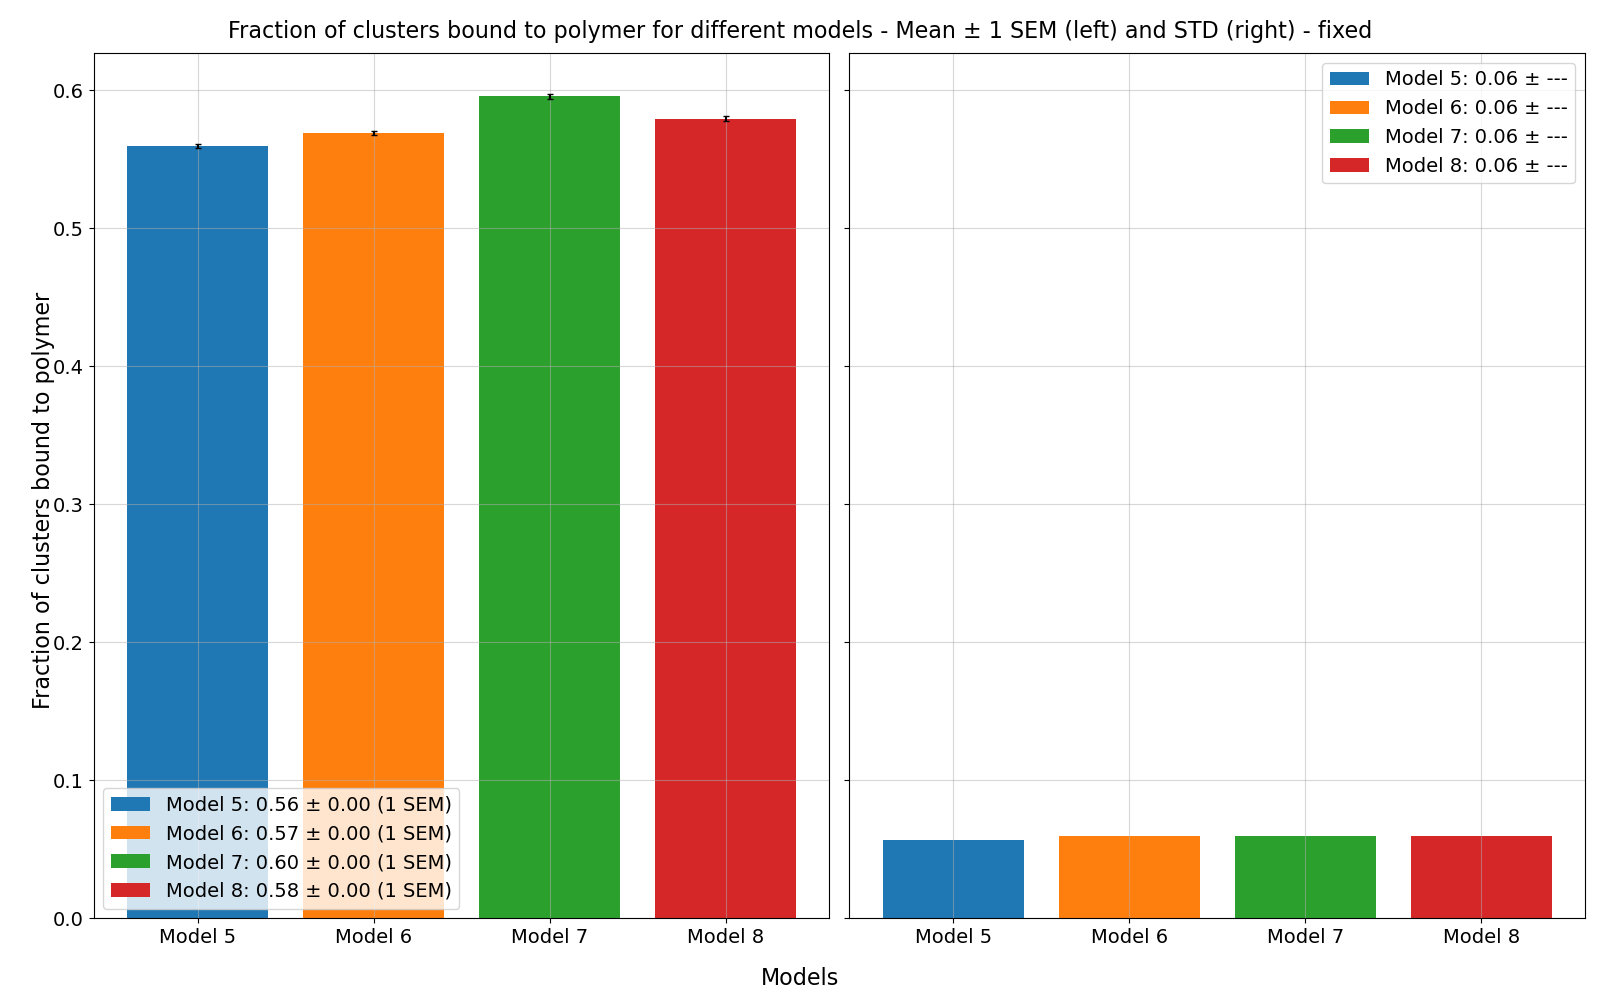 Fraction of clusters bound to polymer for different models - Mean ± 1 SEM (left) and STD (right) - fixed
Fraction of clusters bound to polymer
0.6
0.5
0.4
0.3
0.2
0.1
0.0
Model 5: 0.56 ± 0.00 (1 SEM)
Model 6: 0.57 ± 0.00 (1 SEM)
Model 7: 0.60 ± 0.00 (1 SEM)
Model 8: 0.58 ± 0.00 (1 SEM)
Model 5 Model 6 Model 7 Model 8
Model 5: 0.06 ± ---
Model 6: 0.06 ± ---
Model 7: 0.06 ± ---
Model 8: 0.06 ± ---
Model 5 Model 6 Model 7 Model 8
Models